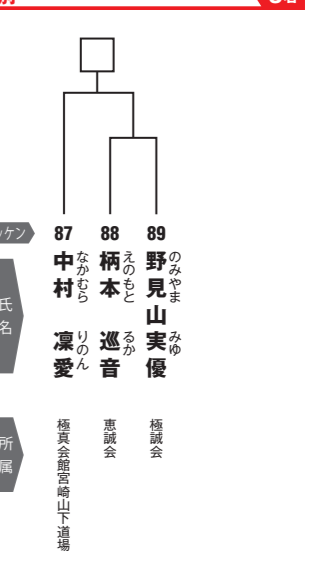 87
中村 凜愛
なかむら りのん
極真会館宮崎山下道場
88
柄本 巡音
えのもと るか
恵誠会
89
野見山 実優
のみやま みゆ
極誠会
氏名
所属